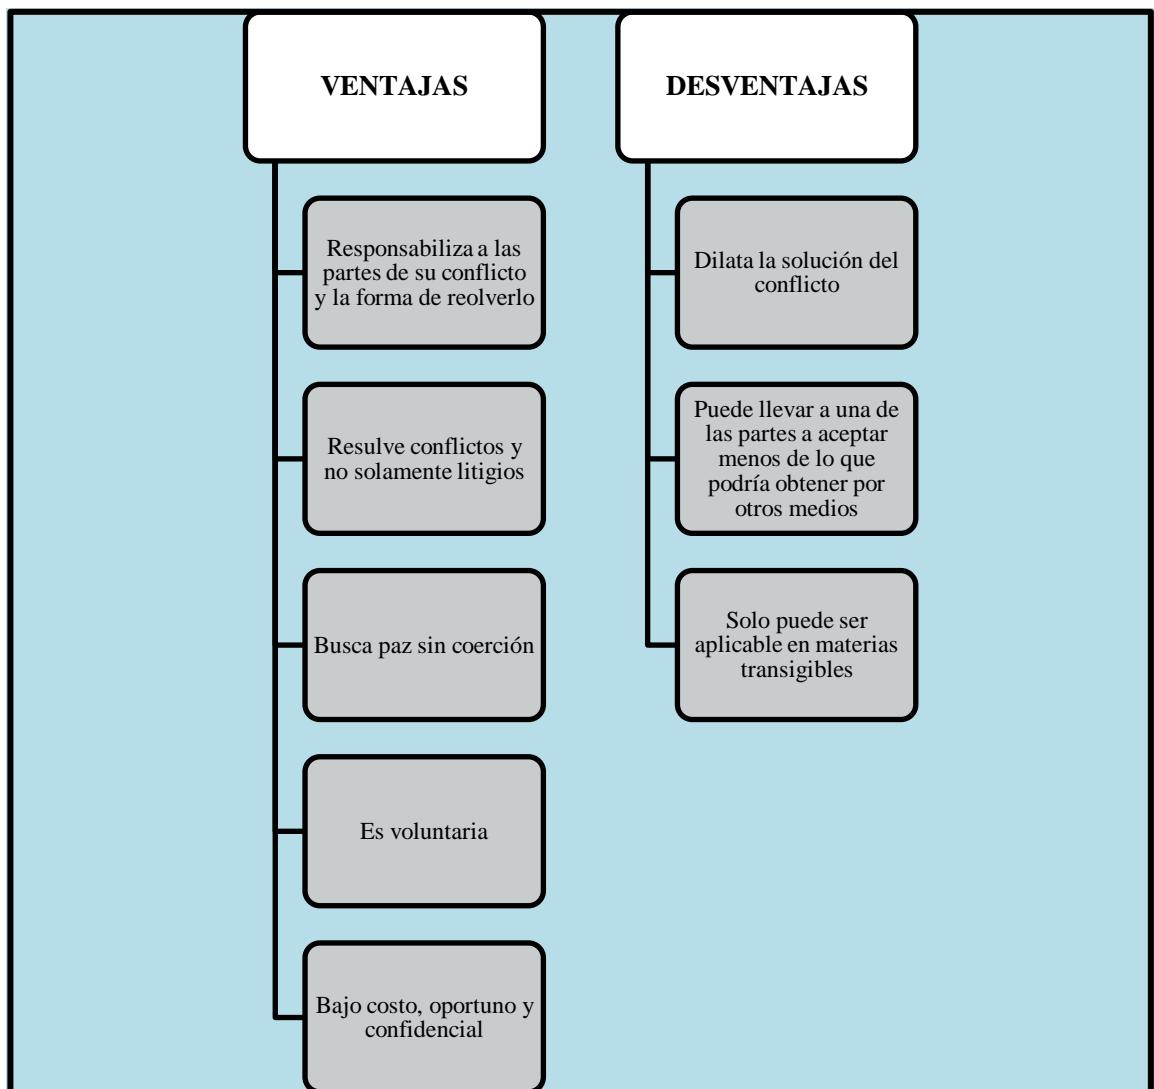 VENTAJAS
Responsabiliza a las
partes de su conflicto
y la forma de reolverlo
Resulve conflictos y
no solamente litigios
Busca paz sin coerción
Es voluntaria
Bajo costo, oportuno y
confidencial
DESVENTAJAS
Dilata la solución del
conflicto
Puede llevar a una de
las partes a aceptar
menos de lo que
podría obtener por
otros medios
Solo puede ser
aplicable en materias
transigibles